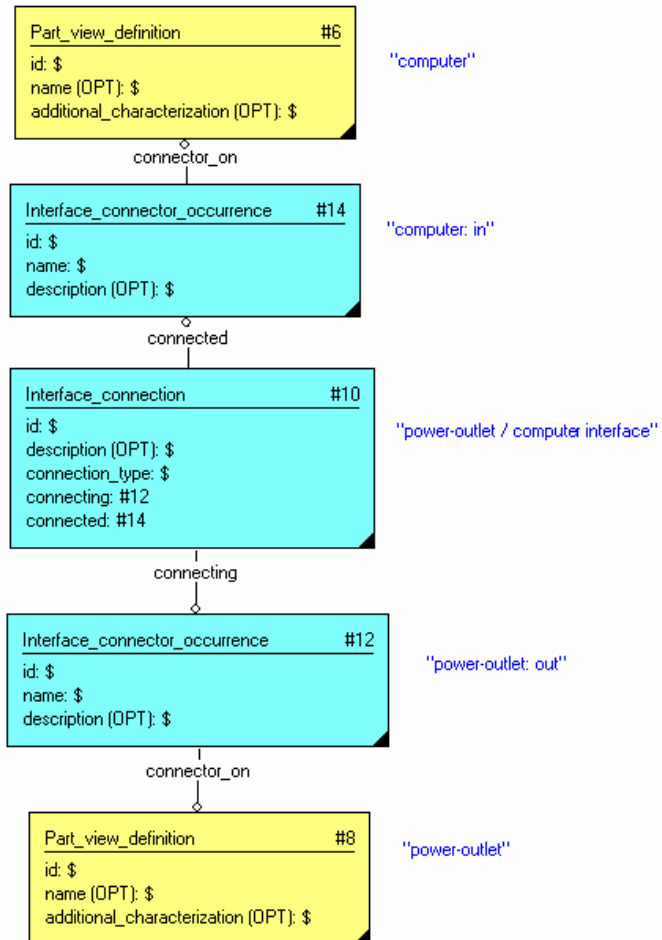 Part_view_definition #6
"computer"
id: $
name (OPT): $
additional_characterization (OPT): $
connector_on
Interface_connector_occurrence #14
"computer: in"
id: $
name: $
description (OPT): $
connected
Interface_connection #10
id: $
"power-outlet / computer interface"
description (OPT): $
connection_type: $
connecting: #12
connected: #14
connecting
Interface_connector_occurrence #12
"power-outlet: out"
id: $
name: $
description (OPT): $
connector_on
Part_view_definition #8
"power-outlet"
id: $
name (OPT): $
additional_characterization (OPT): $